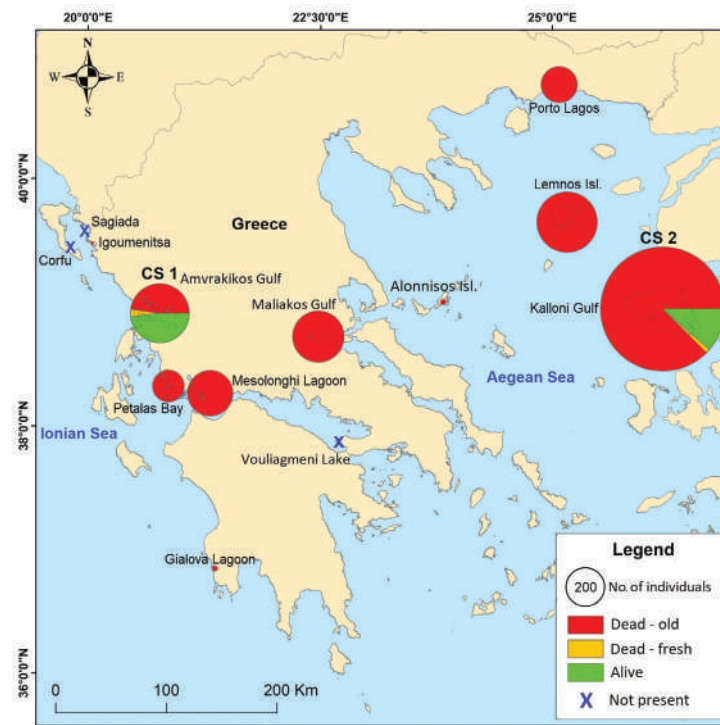 20°0'0"E 22°30'0"E 25°0'0"E
N
W E
S
Porto Lagos
40°0'0"N
Lemnos Isl.
Sagiada
Greece
Igoumenitsa
CS 2
Corfu
CS 1
Amvrakikos Gulf
Alonnisos Isl.
Maliakos Gulf
Kalloni Gulf
Mesolonghi Lagoon
Aegean Sea
Petalas Bay
38°0'0"N
Ionian Sea
Vouliagmeni Lake
Gialova Lagoon
Legend
200 No. of individuals
Dead - old
Dead - fresh
Alive
X Not present
36°0'0"N
0 100 200 Km